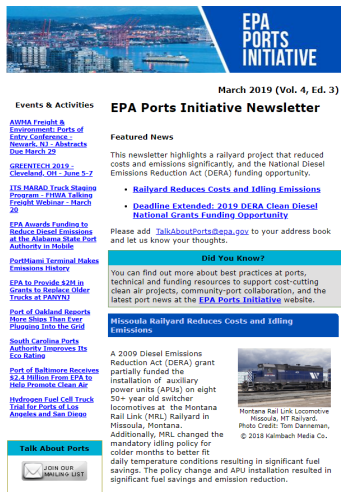 EPA
PORTS
INITIATIVE
March 2019 (Vol. 4, Ed. 3)
Events & Activities
AWMA Freight &
Environment: Ports of
Entry Conference -
Newark, NJ - Abstracts
Due March 29
GREENTECH 2019 -
Cleveland, OH - June 5-7
ITS MARAD Truck Staging
Program - FHWA Talking
Freight Webinar - March
20
EPA Awards Funding to
Reduce Diesel Emissions
at the Alabama State Port
Authority in Mobile
PortMiami Terminal Makes
Emissions History
EPA to Provide $2M in
Grants to Replace Older
Trucks at PANYNJ
Port of Oakland Reports
More Ships Than Ever
Plugging Into the Grid
South Carolina Ports
Authority Improves Its
Eco Rating
Port of Baltimore Receives
$2.4 Million From EPA to
Help Promote Clean Air
Hydrogen Fuel Cell Truck
Trial for Ports of Los
Angeles and San Diego
Talk About Ports
JOIN OUR
MAILING LIST
EPA Ports Initiative Newsletter
Featured News
This newsletter highlights a railyard project that reduced
costs and emissions significantly, and the National Diesel
Emissions Reduction Act (DERA) funding opportunity.
• Railyard Reduces Costs and Idling Emissions
• Deadline Extended: 2019 DERA Clean Diesel
National Grants Funding Opportunity
Please add TalkAboutPorts@epa.gov to your address book
and let us know your thoughts.
Did You Know?
You can find out more about best practices at ports,
technical and funding resources to support cost-cutting
clean air projects, community-port collaboration, and the
latest port news at the EPA Ports Initiative website.
Missoula Railyard Reduces Costs and Idling
Emissions
A 2009 Diesel Emissions
Reduction Act (DERA) grant
partially funded the
installation of auxiliary
power units (APUs) on eight
50+ year old switcher
locomotives at the Montana
Rail Link (MRL) Railyard in
Missoula, Montana.
Additionally, MRL changed the
mandatory idling policy for
colder months to better fit
daily temperature conditions resulting in significant fuel
savings. The policy change and APU installation resulted in
significant fuel savings and emission reduction.
Montana Rail Link Locomotive
Missoula, MT Railyard.
Photo Credit: Tom Danneman,
© 2018 Kalmbach Media Co.